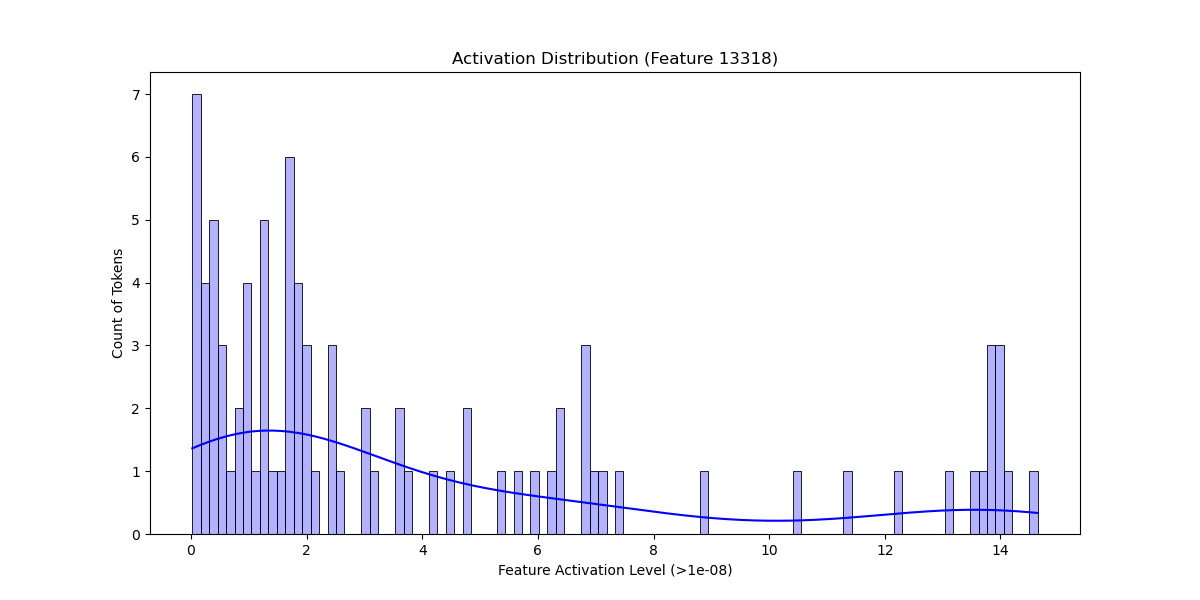 Activation Distribution (Feature 13318)
Count of Tokens
7
6
5
4
3
2
1
0
0 2 4 6 8 10 12 14
Feature Activation Level (>1e-08)